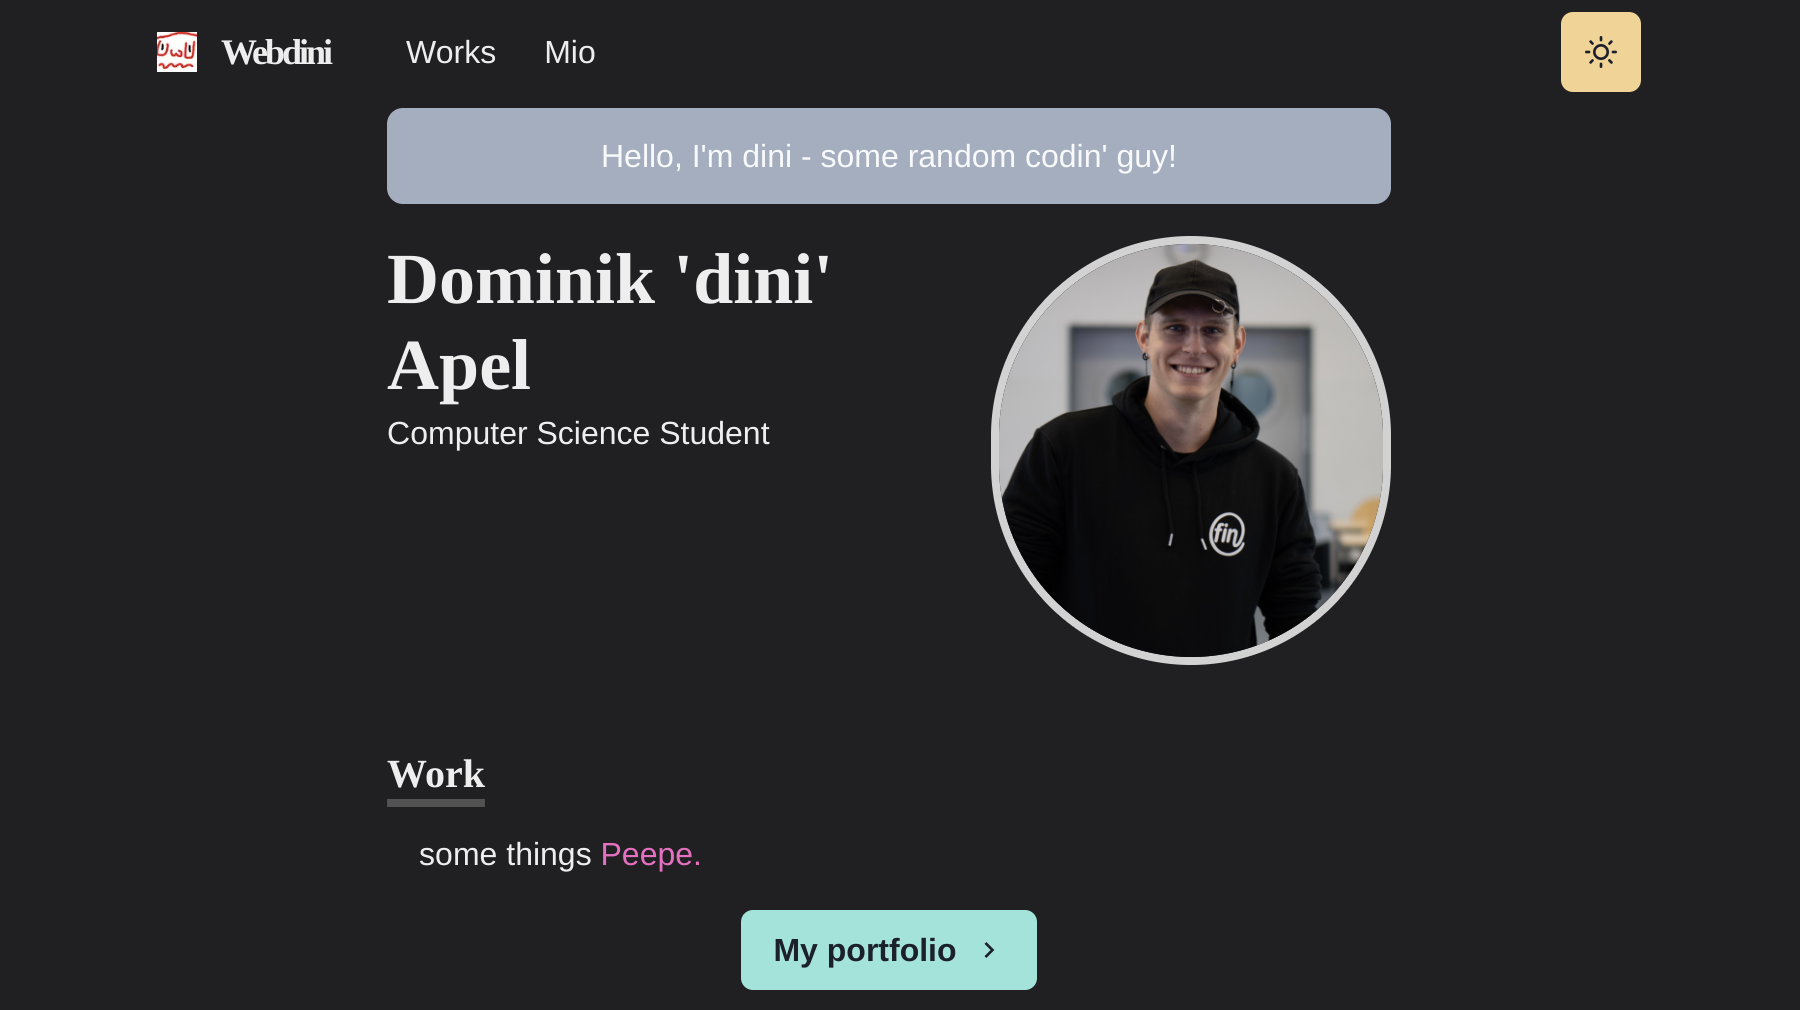 UwU
Webdini
Works
Mio
Hello, I'm dini - some random codin' guy!
Dominik 'dini'
Apel
Computer Science Student
fin
Work
some things Peepe.
My portfolio